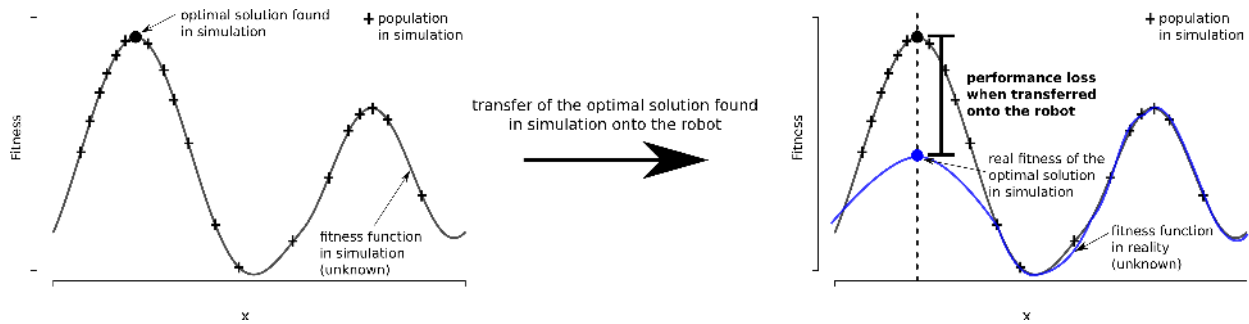 optimal solution found
in simulation
+ population
in simulation
Fitness
fitness function
in simulation
(unknown)
x
transfer of the optimal solution found
in simulation onto the robot
+ population
in simulation
performance loss
when transferred
onto the robot
Fitness
real fitness of the
optimal solution
in simulation
fitness function
in reality
(unknown)
x